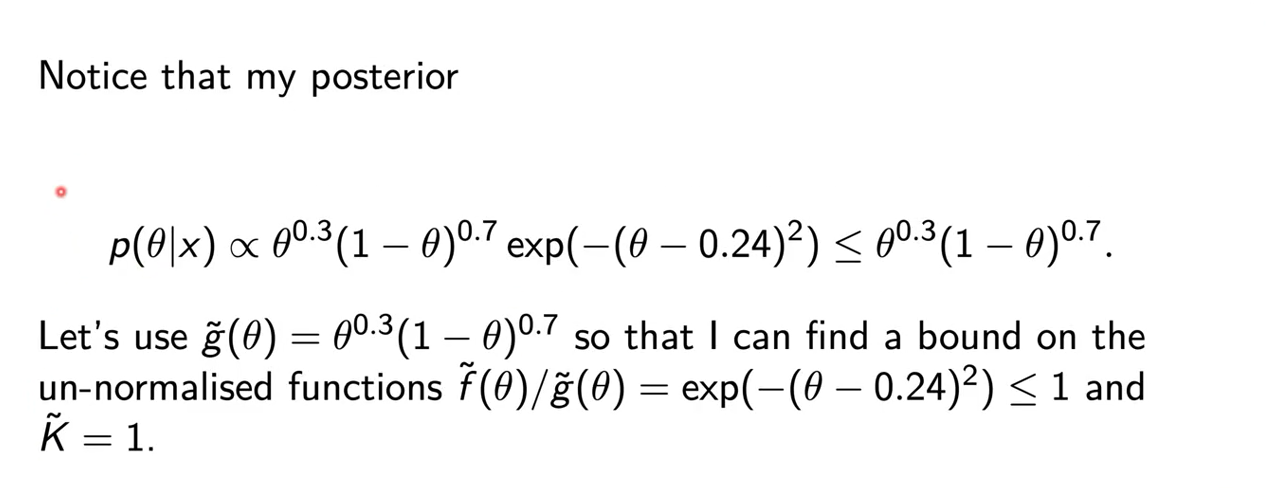 Notice that my posterior
p(θ|x) ∝ θ^0.3(1 − θ)^0.7 exp(−(θ − 0.24)^2) ≤ θ^0.3(1 − θ)^0.7.
Let's use g̃(θ) = θ^0.3(1 − θ)^0.7 so that I can find a bound on the
un-normalised functions f̃(θ)/g̃(θ) = exp(−(θ − 0.24)^2) ≤ 1 and
K̃ = 1.